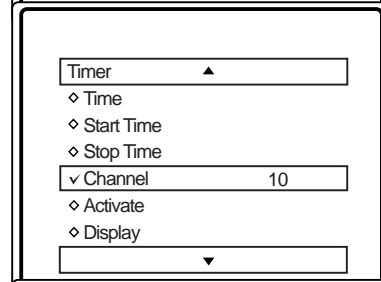 Timer ▲
◇ Time
◇ Start Time
◇ Stop Time
✓ Channel 10
◇ Activate
◇ Display
▼